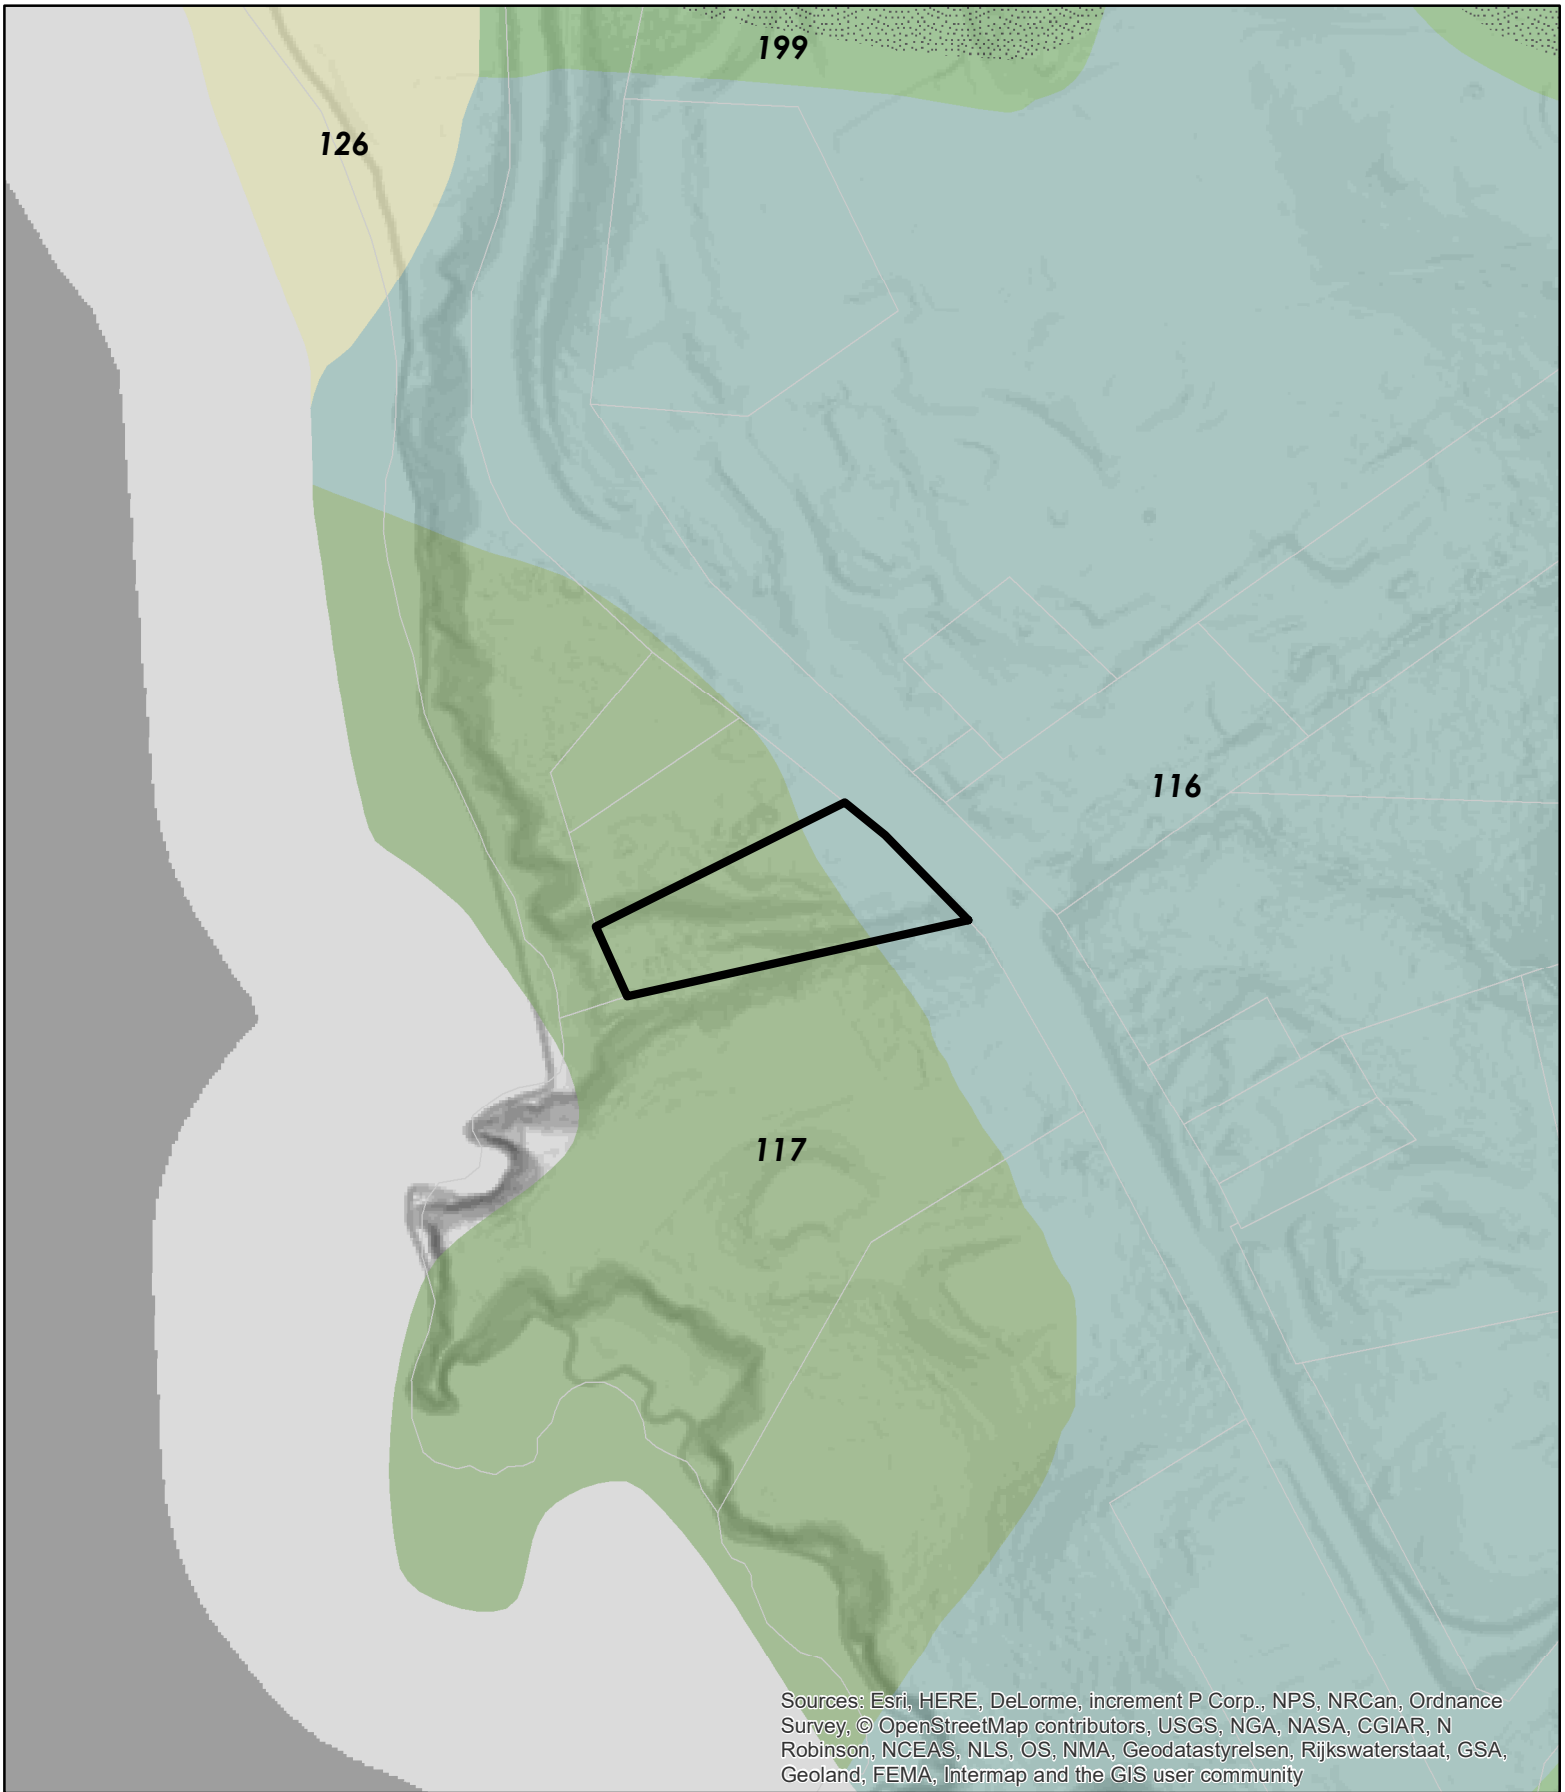 199
126
116
117
Sources: Esri, HERE, DeLorme, increment P Corp., NPS, NRCan, Ordnance
Survey, © OpenStreetMap contributors, USGS, NGA, NASA, CGIAR, N
Robinson, NCEAS, NLS, OS, NMA, Geodatastyrelsen, Rijkswaterstaat, GSA,
Geoland, FEMA, Intermap and the GIS user community